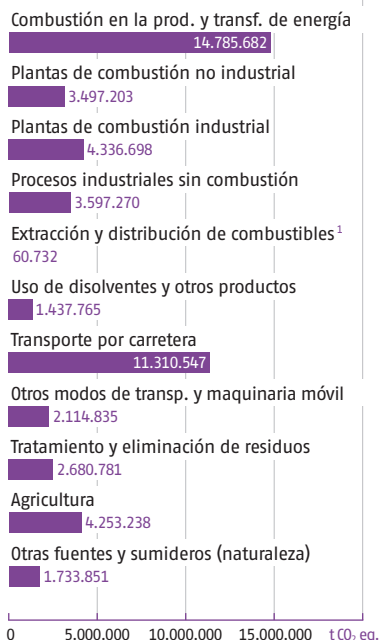 Combustión en la prod. y transf. de energía
14.785.682
Plantas de combustión no industrial
3.497.203
Plantas de combustión industrial
4.336.698
Procesos industriales sin combustión
3.597.270
Extracción y distribución de combustibles¹
60.732
Uso de disolventes y otros productos
1.437.765
Transporte por carretera
11.310.547
Otros modos de transp. y maquinaria móvil
2.114.835
Tratamiento y eliminación de residuos
2.680.781
Agricultura
4.253.238
Otras fuentes y sumideros (naturaleza)
1.733.851
0 5.000.000 10.000.000 15.000.000 t CO₂ eq.